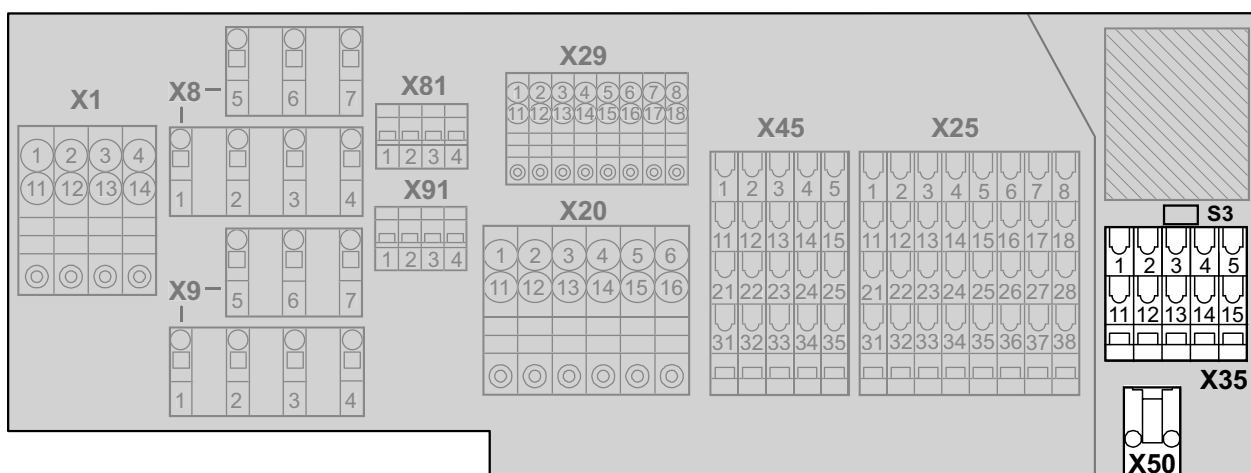 X1
1 2 3 4
11 12 13 14
X8
5 6 7
1 2 3 4
X9
5 6 7
1 2 3 4
X81
1 2 3 4
X91
1 2 3 4
X29
1 2 3 4 5 6 7 8
11 12 13 14 15 16 17 18
X20
1 2 3 4 5 6
11 12 13 14 15 16
X45
1 2 3 4 5
11 12 13 14 15
21 22 23 24 25
31 32 33 34 35
X25
1 2 3 4 5 6 7 8
11 12 13 14 15 16 17 18
21 22 23 24 25 26 27 28
31 32 33 34 35 36 37 38
S3
1 2 3 4 5
11 12 13 14 15
X35
X50